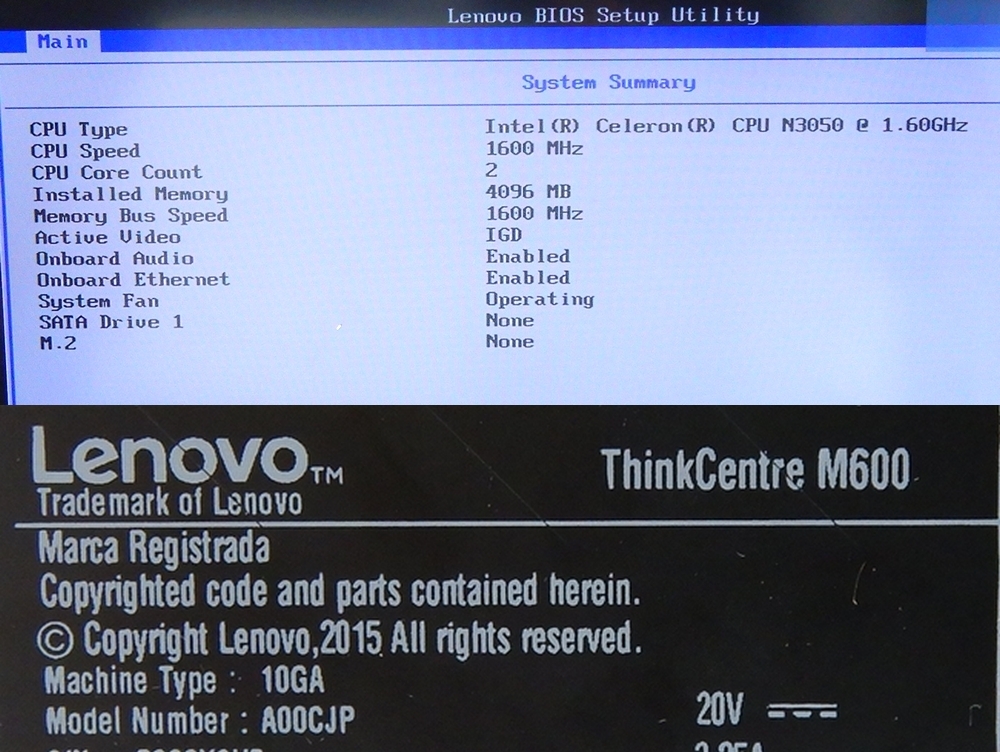 Lenovo BIOS Setup Utility
Main
System Summary
CPU Type Intel(R) Celeron(R) CPU N3050 @ 1.60GHz
CPU Speed 1600 MHz
CPU Core Count 2
Installed Memory 4096 MB
Memory Bus Speed 1600 MHz
Active Video IGD
Onboard Audio Enabled
Onboard Ethernet Enabled
System Fan Operating
SATA Drive 1 None
M.2 None
Lenovo TM ThinkCentre M600
Trademark of Lenovo
Marca Registrada
Copyrighted code and parts contained herein.
© Copyright Lenovo,2015 All rights reserved.
Machine Type : 10GA
Model Number : A00CJP 20V